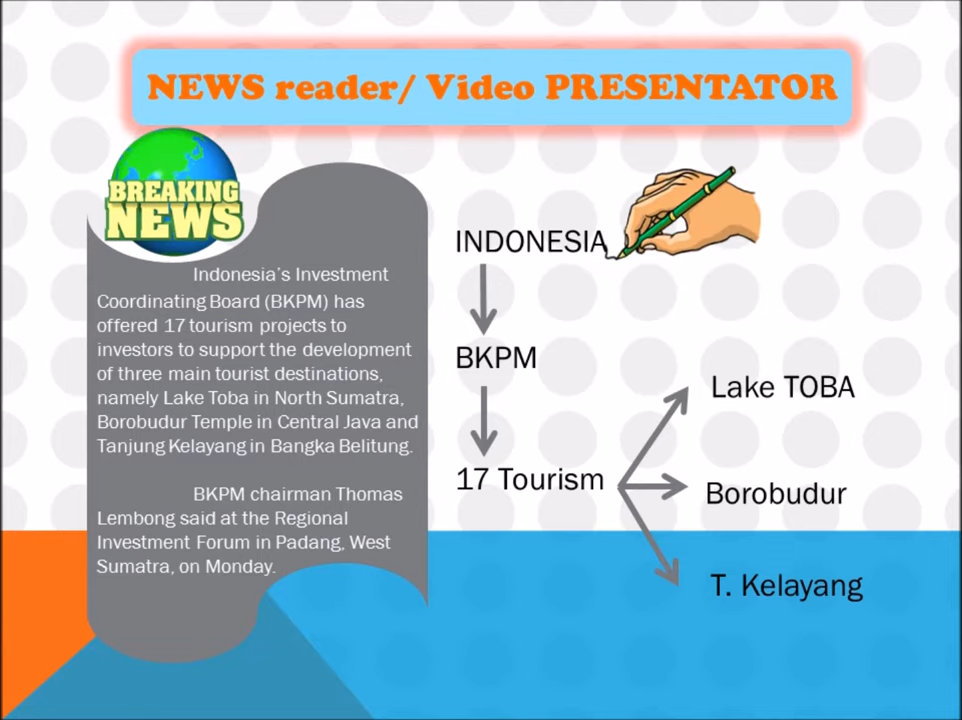 NEWS reader/ Video PRESENTATOR
BREAKING
NEWS
Indonesia's Investment
Coordinating Board (BKPM) has
offered 17 tourism projects to
investors to support the development
of three main tourist destinations,
namely Lake Toba in North Sumatra,
Borobudur Temple in Central Java and
Tanjung Kelayang in Bangka Belitung.
BKPM chairman Thomas
Lembong said at the Regional
Investment Forum in Padang, West
Sumatra, on Monday.
INDONESIA
BKPM
17 Tourism
Lake TOBA
Borobudur
T. Kelayang